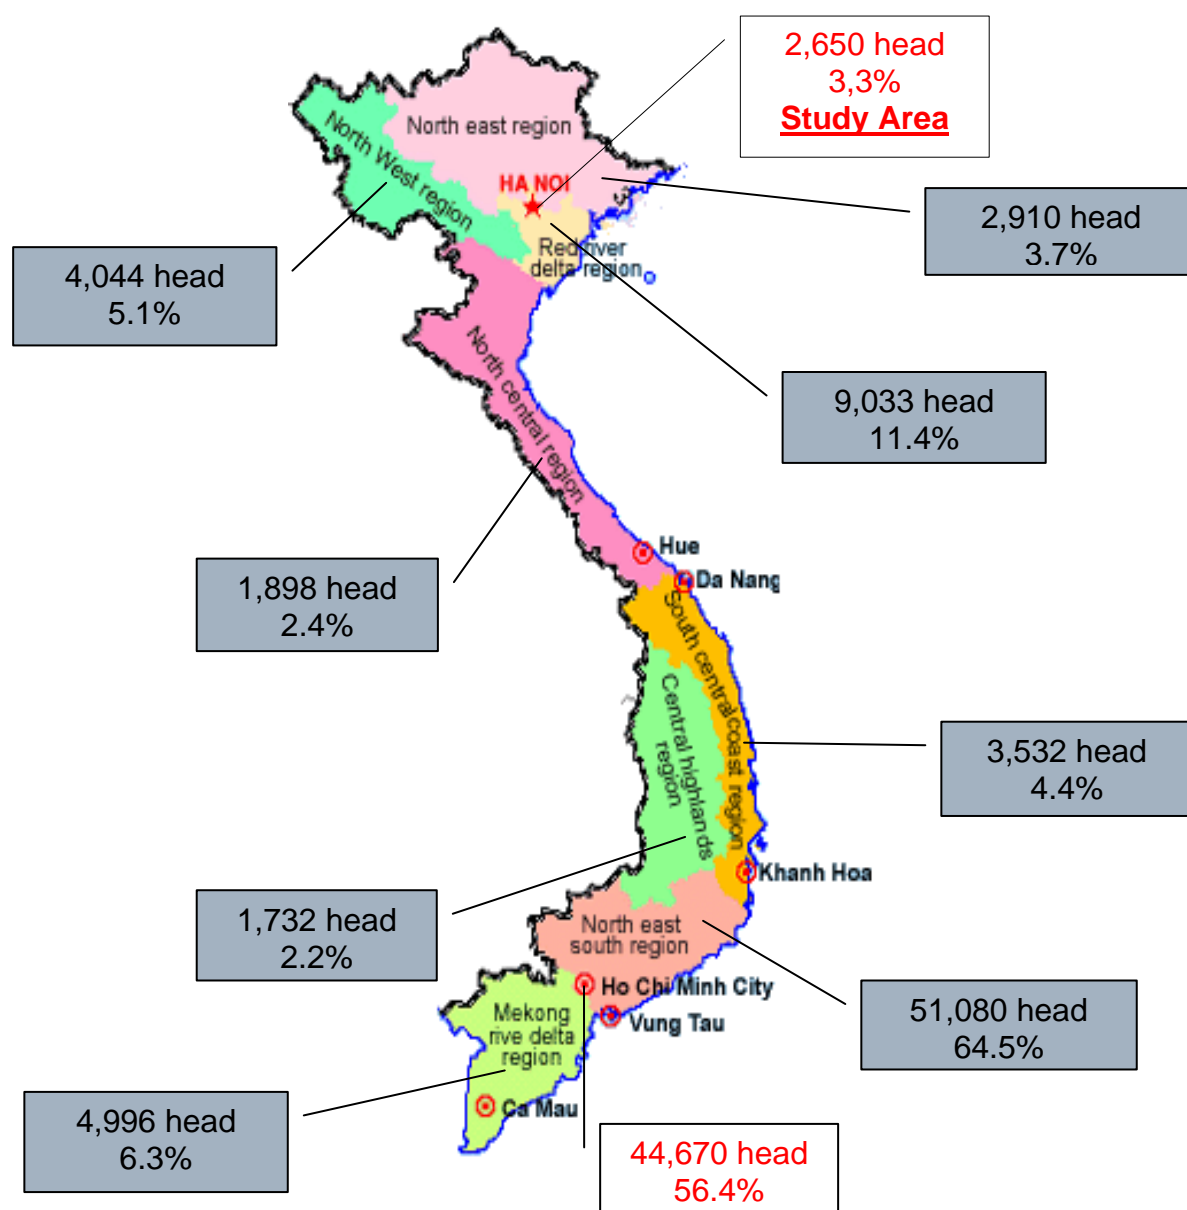 2,650 head
3,3%
Study Area
North east region
North West region
HA NOI
2,910 head
3.7%
Red river
delta region
4,044 head
5.1%
North central region
9,033 head
11.4%
Hue
Da Nang
1,898 head
2.4%
South central coast region
Central highlands
region
3,532 head
4.4%
Khanh Hoa
1,732 head
2.2%
North east
south region
Ho Chi Minh City
Vung Tau
51,080 head
64.5%
Mekong
rive delta
region
Ca Mau
4,996 head
6.3%
44,670 head
56.4%